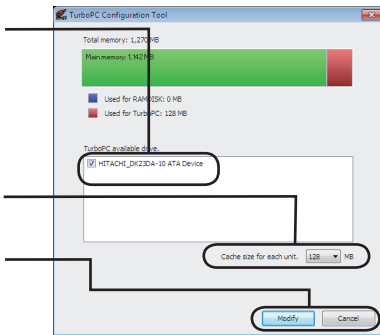 TurboPC Configuration Tool
Total memory: 1,270 MB
Main memory: 1,142 MB
Used for RAMDISK: 0 MB
Used for TurboPC: 128 MB
TurboPC available drive.
HITACHI_DK23DA-10 ATA Device
Cache size for each unit. 128 MB
Modify Cancel